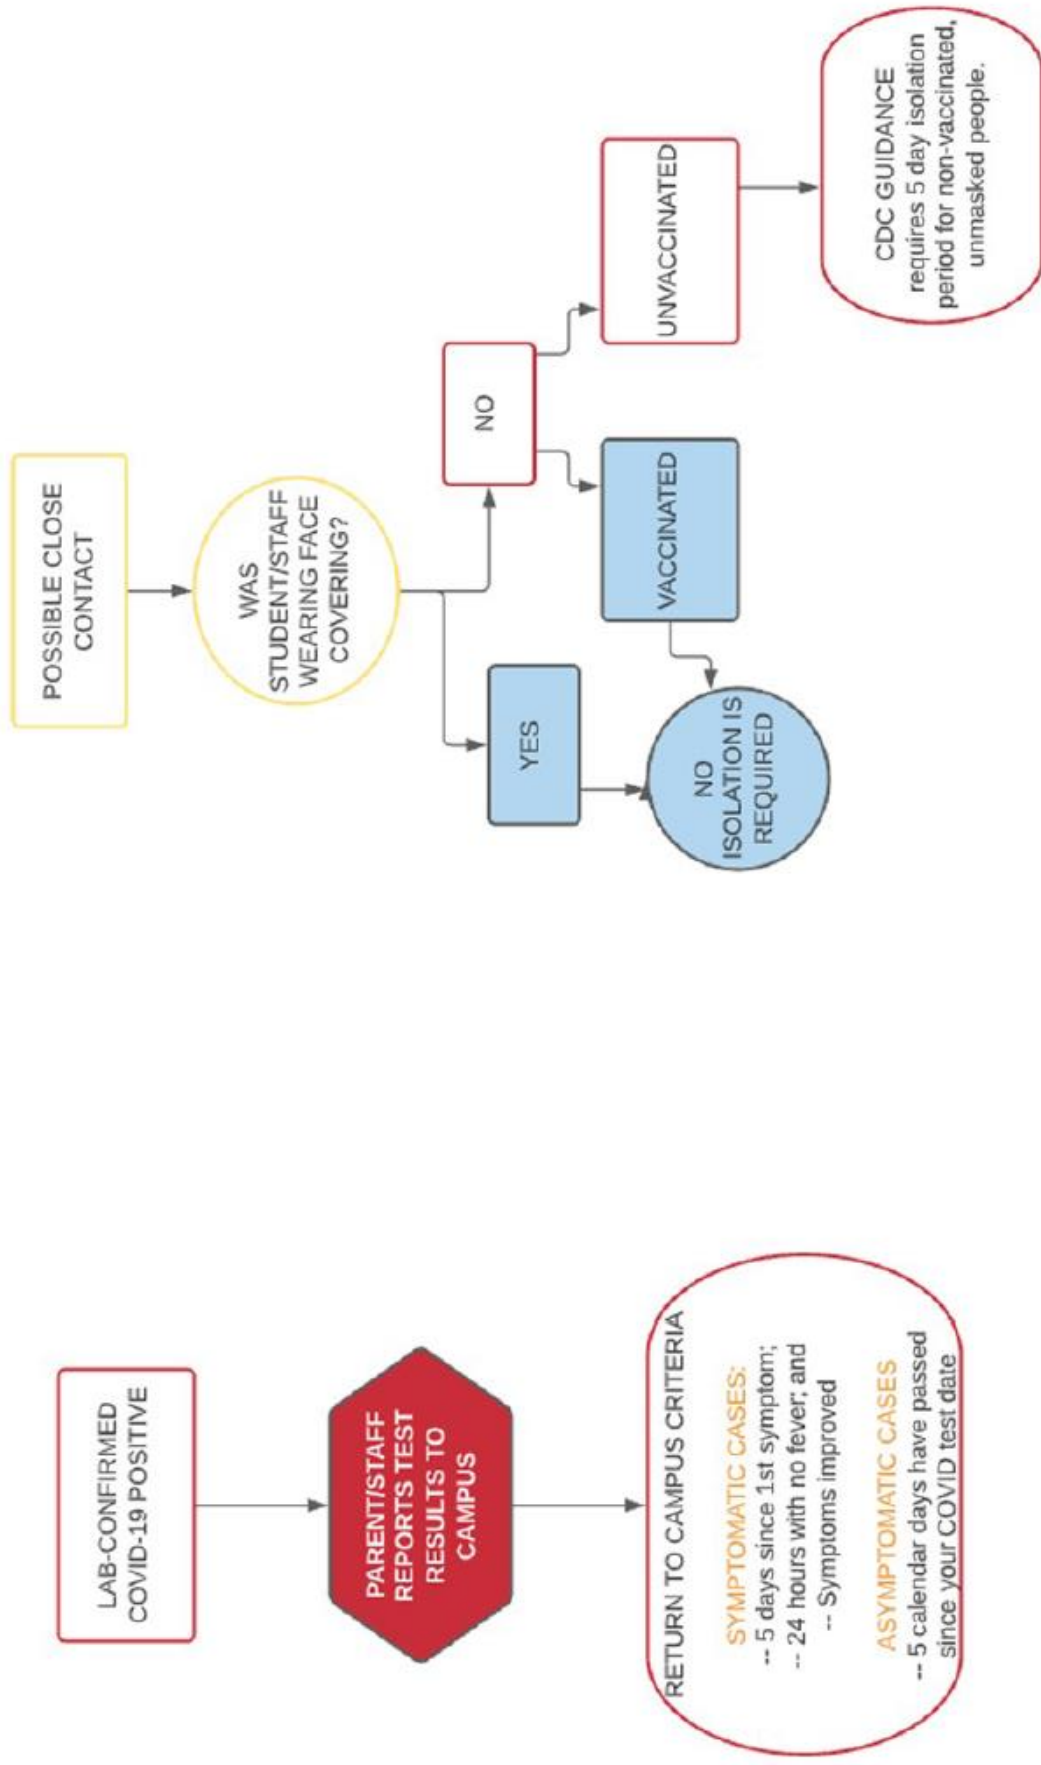 LAB-CONFIRMED
COVID-19 POSITIVE
PARENT/STAFF
REPORTS TEST
RESULTS TO
CAMPUS
RETURN TO CAMPUS CRITERIA
SYMPTOMATIC CASES:
-- 5 days since 1st symptom;
-- 24 hours with no fever; and
-- Symptoms improved
ASYMPTOMATIC CASES
-- 5 calendar days have passed
since your COVID test date
POSSIBLE CLOSE
CONTACT
WAS
STUDENT/STAFF
WEARING FACE
COVERING?
YES
NO
NO
ISOLATION IS
REQUIRED
VACCINATED
UNVACCINATED
CDC GUIDANCE
requires 5 day isolation
period for non-vaccinated,
unmasked people.